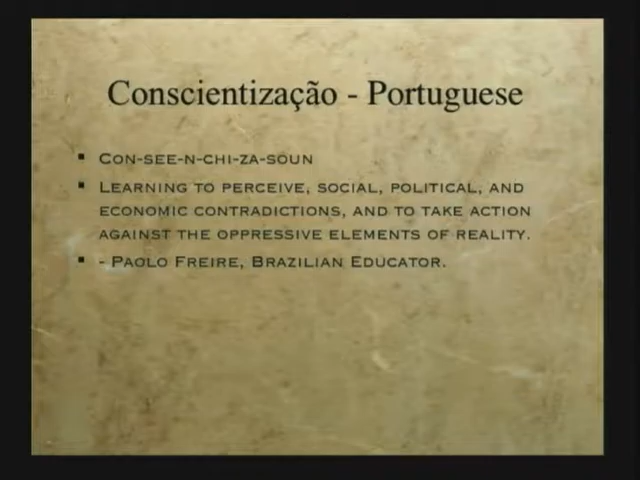 Conscientização - Portuguese
▪ Con-see-n-chi-za-soun
▪ Learning to perceive, social, political, and
economic contradictions, and to take action
against the oppressive elements of reality.
▪ - Paolo Freire, Brazilian Educator.